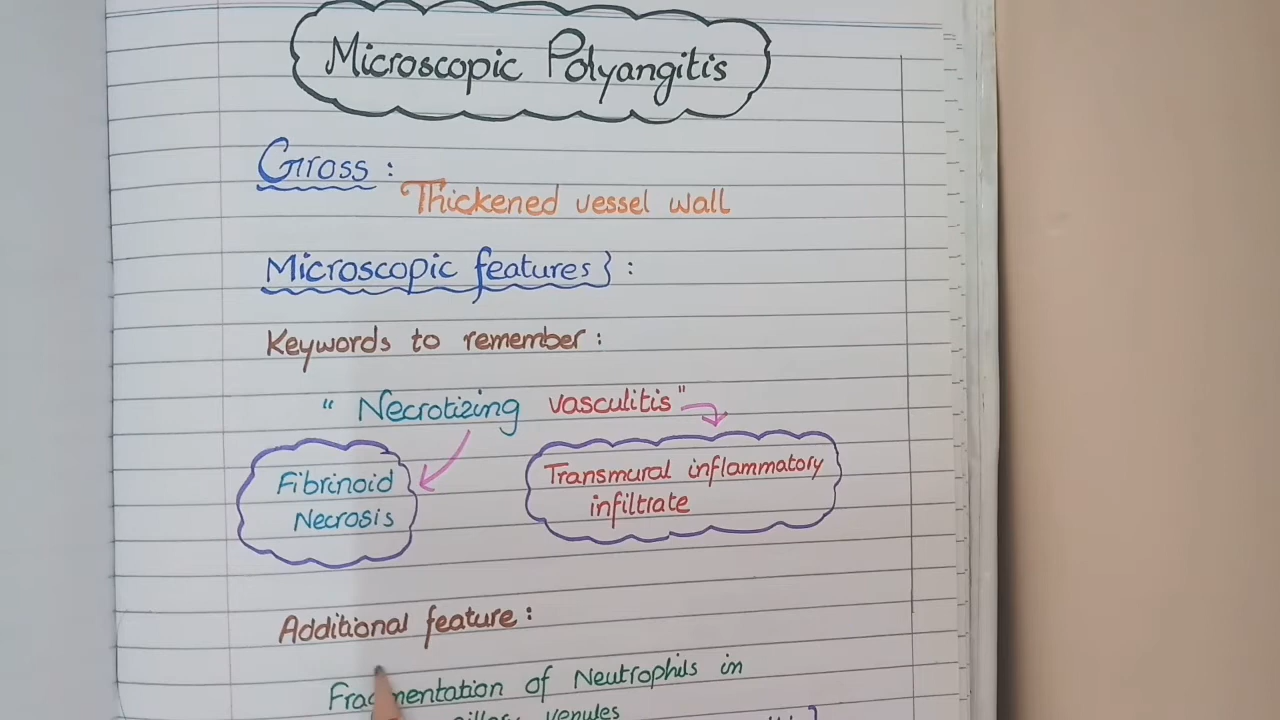 Microscopic Polyangitis
Gross :
Thickened vessel wall
Microscopic features} :
Keywords to remember :
" Necrotizing vasculitis"
Fibrinoid
Necrosis
Transmural inflammatory
infiltrate
Additional feature :
Fragmentation of Neutrophils in
venules